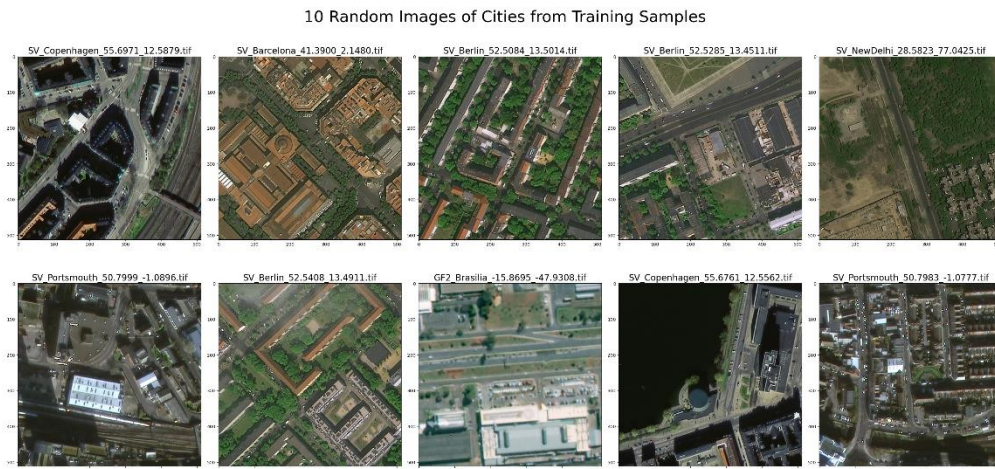 10 Random Images of Cities from Training Samples
SV_Copenhagen_55.6971_12.5879.tif
SV_Barcelona_41.3900_2.1480.tif
SV_Berlin_52.5084_13.5014.tif
SV_Berlin_52.5285_13.4511.tif
SV_NewDelhi_28.5823_77.0425.tif
SV_Portsmouth_50.7999_-1.0896.tif
SV_Berlin_52.5408_13.4911.tif
GF2_Brasilia_-15.8695_-47.9308.tif
SV_Copenhagen_55.6761_12.5562.tif
SV_Portsmouth_50.7983_-1.0777.tif